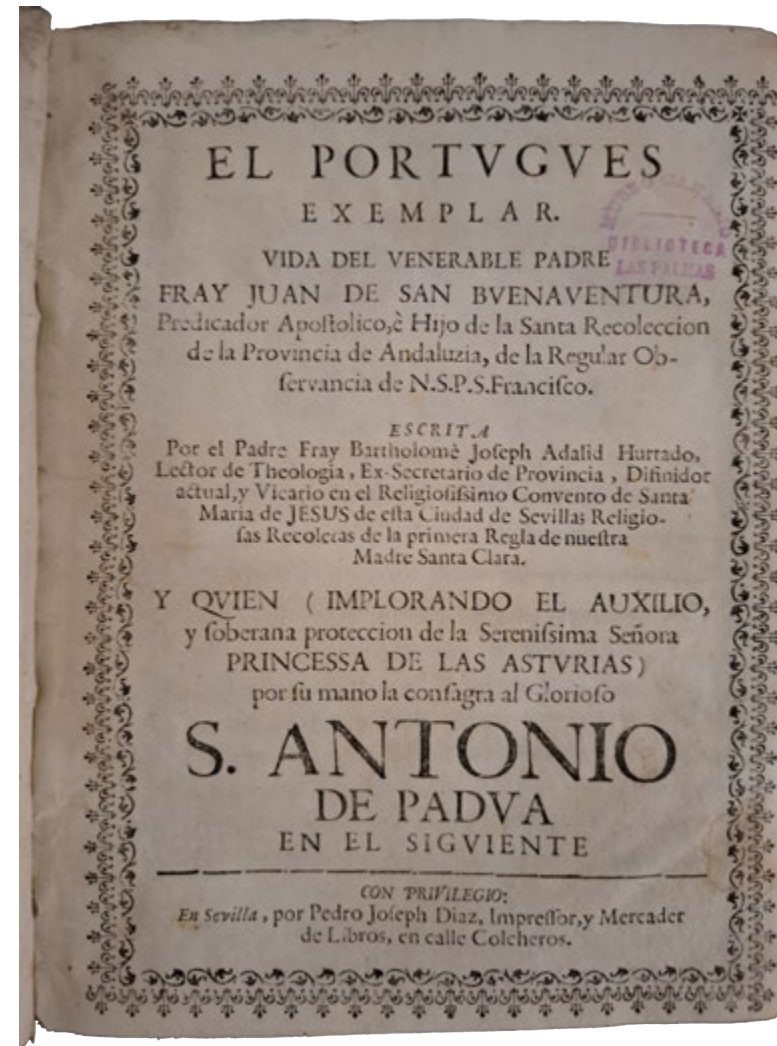 EL PORTVGVES
EXEMPLAR.
VIDA DEL VENERABLE PADRE
FRAY JUAN DE SAN BVENAVENTURA,
Predicador Apoſtolico,è Hijo de la Santa Recoleccion
de la Provincia de Andaluzia, de la Regular Ob-
ſervancia de N.S.P.S.Franciſco.
ESCRITA
Por el Padre Fray Bartholomè Joſeph Adalid Hurtado,
Lector de Theologia, Ex-Secretario de Provincia, Difinidor
actual,y Vicario en el Religioſiſsimo Convento de Santa
Maria de JESUS de eſta Ciudad de Sevilla: Religio-
ſas Recoletas de la primera Regla de nueſtra
Madre Santa Clara.
Y QVIEN ( IMPLORANDO EL AUXILIO,
y ſoberana proteccion de la Sereniſsima Señora
PRINCESSA DE LAS ASTVRIAS)
por ſu mano la conſagra al Glorioſo
S. ANTONIO
DE PADVA
EN EL SIGVIENTE
CON PRIVILEGIO:
En Sevilla, por Pedro Joſeph Diaz, Impreſſor,y Mercader
de Libros, en calle Colcheros.
BIBLIOTECA
LAS PALMAS